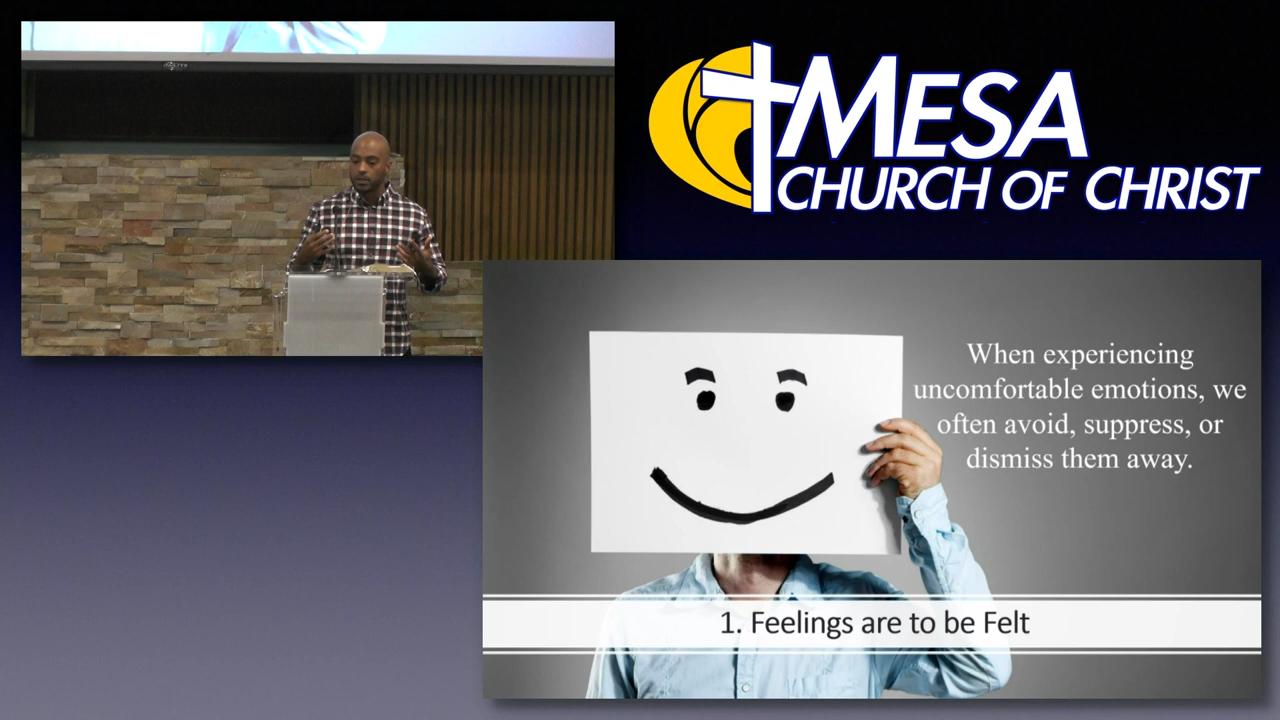 MESA
CHURCH OF CHRIST
When experiencing
uncomfortable emotions, we
often avoid, suppress, or
dismiss them away.
1. Feelings are to be Felt